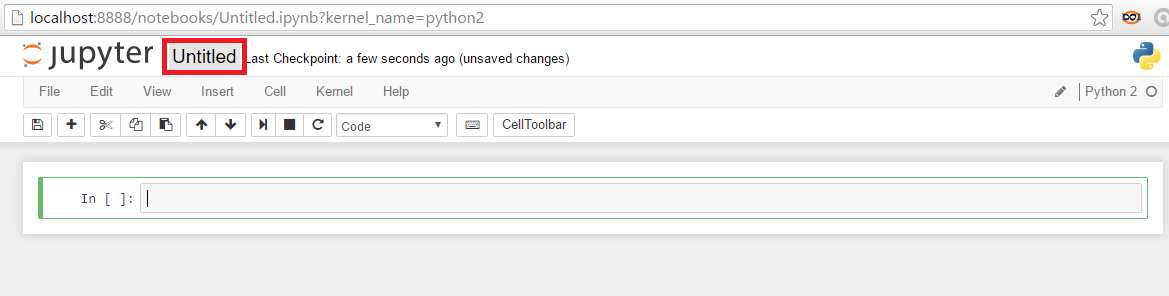 localhost:8888/notebooks/Untitled.ipynb?kernel_name=python2
DOI
jupyter Untitled Last Checkpoint: a few seconds ago (unsaved changes)
File Edit View Insert Cell Kernel Help Python 2
Code CellToolbar
In [ ]: